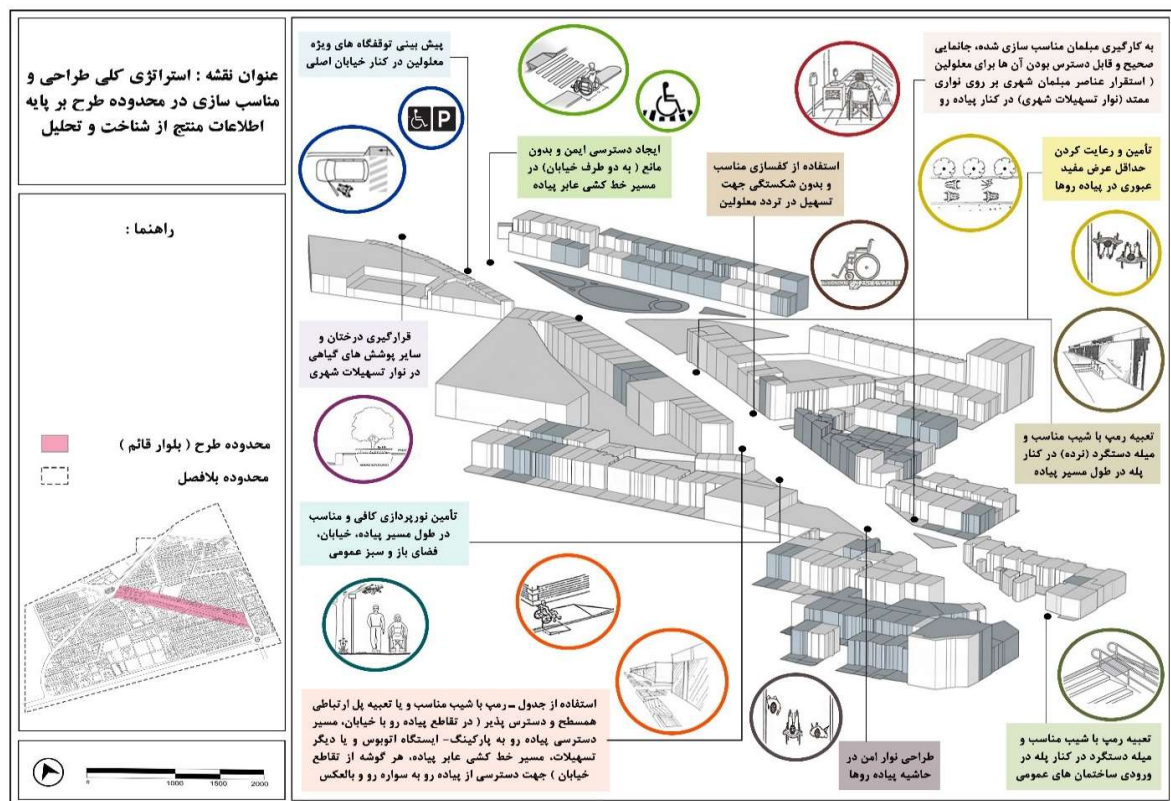 عنوان نقشه : استراتژی کلی طراحی و
مناسب سازی در محدوده طرح بر پایه
اطلاعات منتج از شناخت و تحلیل
راهنما :
محدوده طرح ( بلوار قائم )
محدوده بلافصل
0
500
1000
1500
2000
پیش بینی توقفگاه های ویژه
معلولین در کنار خیابان اصلی
P
ایجاد دسترسی ایمن و بدون
مانع ( به دو طرف خیابان) در
مسیر خط کشی عابر پیاده
استفاده از کفسازی مناسب
و بدون شکستگی جهت
تسهیل در تردد معلولین
به کارگیری مبلمان مناسب سازی شده، جانمایی
صحیح و قابل دسترس بودن آن ها برای معلولین
( استقرار عناصر مبلمان شهری بر روی نواری
ممتد (نوار تسهیلات شهری) در کنار پیاده رو
تأمین و رعایت کردن
حداقل عرض مفید
عبوری در پیاده روها
قرارگیری درختان و
سایر پوشش های گیاهی
در نوار تسهیلات شهری
تعبیه رمپ با شیب مناسب و
میله دستگرد (نرده) در کنار
پله در طول مسیر پیاده
تأمین نورپردازی کافی و مناسب
در طول مسیر پیاده، خیابان،
فضای باز و سبز عمومی
استفاده از جدول – رمپ با شیب مناسب و یا تعبیه پل ارتباطی
همسطح و دسترس پذیر ( در تقاطع پیاده رو با خیابان، مسیر
دسترسی پیاده رو به پارکینگ- ایستگاه اتوبوس و یا دیگر
تسهیلات، مسیر خط کشی عابر پیاده، هر گوشه از تقاطع
خیابان ) جهت دسترسی از پیاده رو به سواره رو و بالعکس
طراحی نوار امن در
حاشیه پیاده روها
تعبیه رمپ با شیب مناسب و
میله دستگرد در کنار پله در
ورودی ساختمان های عمومی